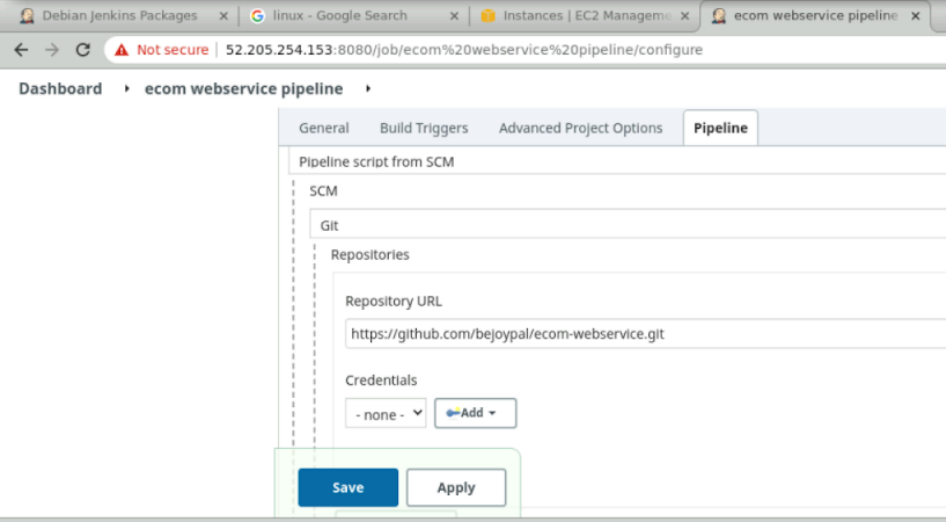 Debian Jenkins Packages × linux - Google Search × Instances | EC2 Manageme × ecom webservice pipeline ×
Not secure | 52.205.254.153:8080/job/ecom%20webservice%20pipeline/configure
Dashboard ecom webservice pipeline
General Build Triggers Advanced Project Options Pipeline
Pipeline script from SCM
SCM
Git
Repositories
Repository URL
https://github.com/bejoypal/ecom-webservice.git
Credentials
- none - Add
Save Apply